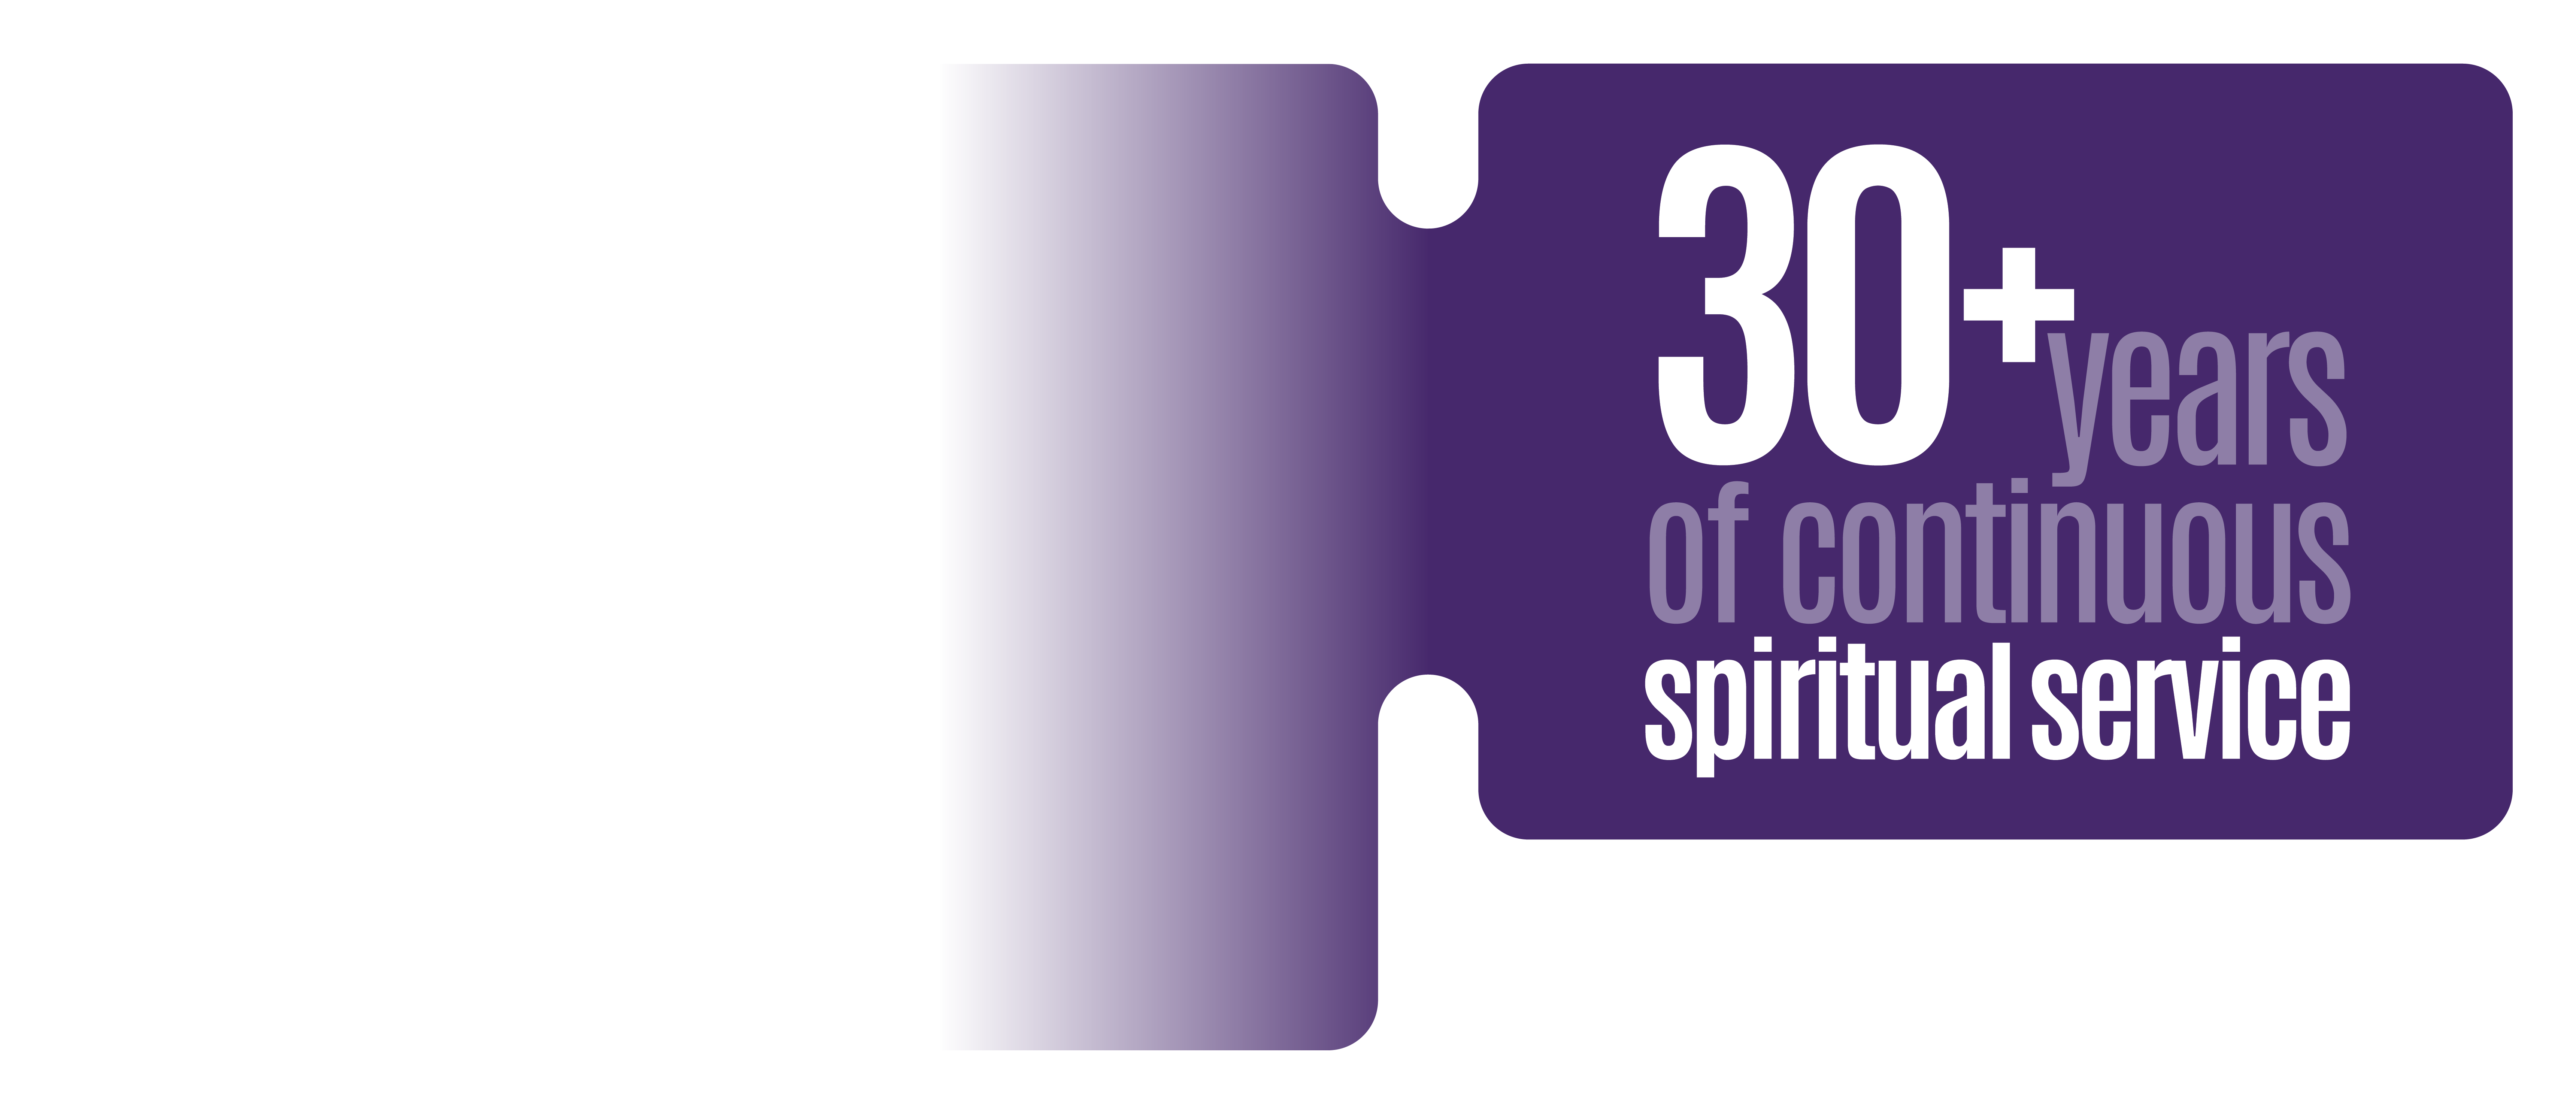 30+ years
of continuous
spiritual service